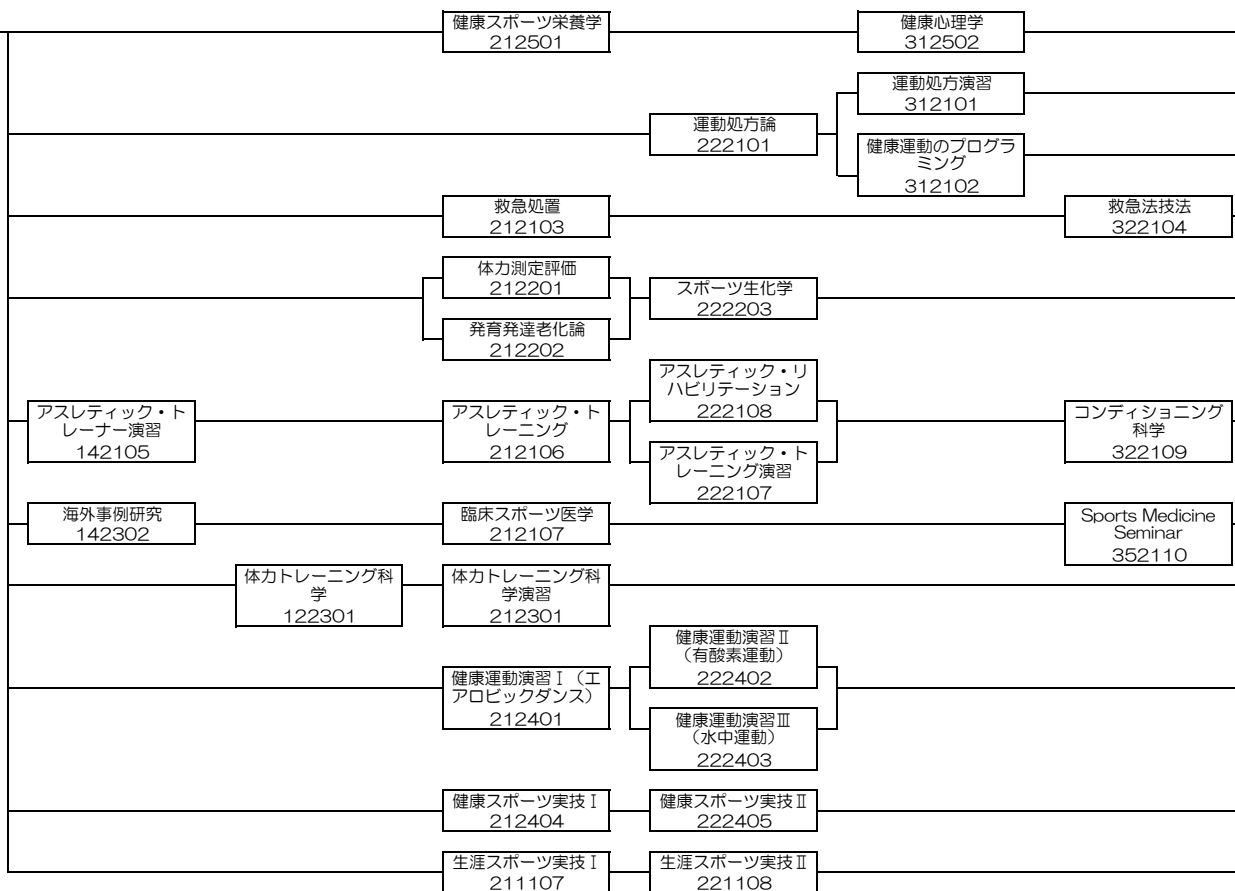 健康スポーツ栄養学
212501
健康心理学
312502
運動処方論
222101
運動処方演習
312101
健康運動のプログラ
ミング
312102
救急処置
212103
救急法技法
322104
体力測定評価
212201
発育発達老化論
212202
スポーツ生化学
222203
アスレティック・ト
レーナー演習
142105
アスレティック・ト
レーニング
212106
アスレティック・リ
ハビリテーション
222108
アスレティック・ト
レーニング演習
222107
コンディショニング
科学
322109
海外事例研究
142302
臨床スポーツ医学
212107
Sports Medicine
Seminar
352110
体力トレーニング科
学
122301
体力トレーニング科
学演習
212301
健康運動演習Ⅰ（エ
アロビックダンス）
212401
健康運動演習Ⅱ
（有酸素運動）
222402
健康運動演習Ⅲ
（水中運動）
222403
健康スポーツ実技Ⅰ
212404
健康スポーツ実技Ⅱ
222405
生涯スポーツ実技Ⅰ
211107
生涯スポーツ実技Ⅱ
221108